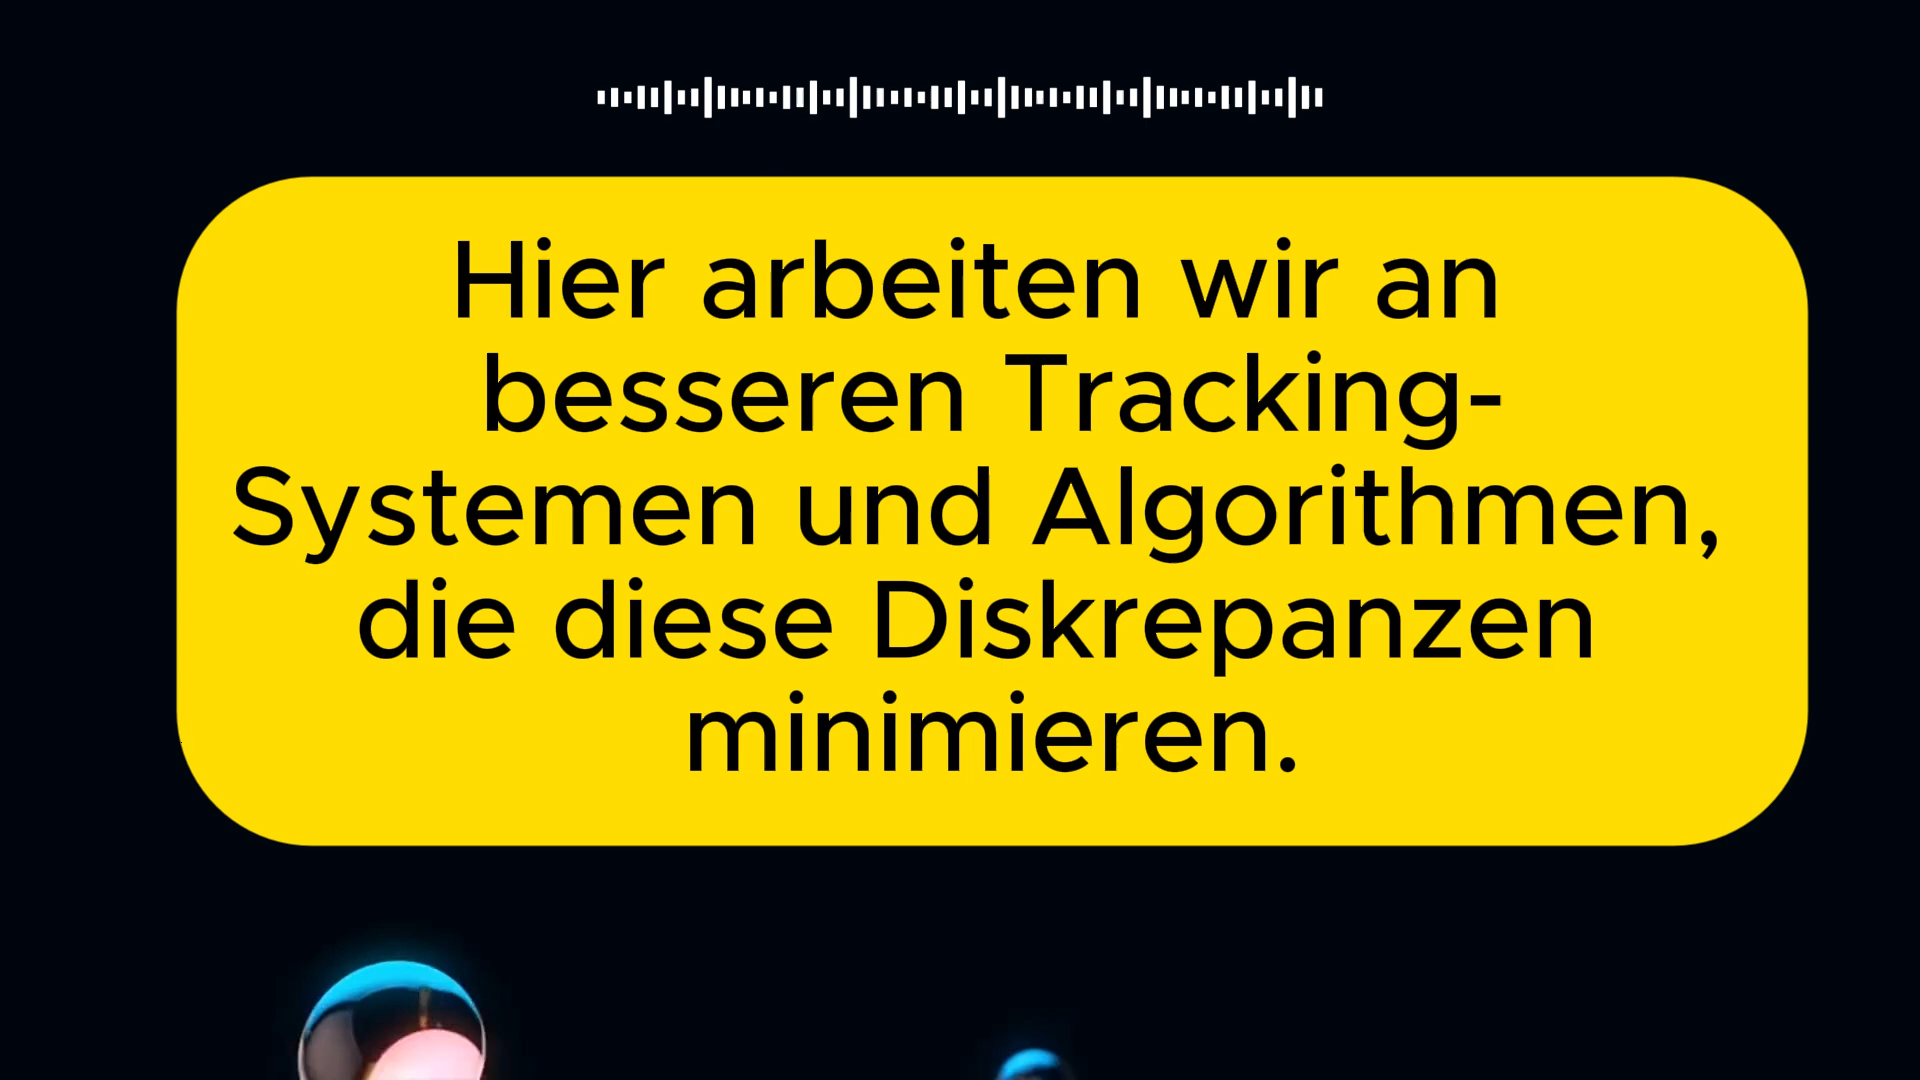 Hier arbeiten wir an
besseren Tracking-
Systemen und Algorithmen,
die diese Diskrepanzen
minimieren.